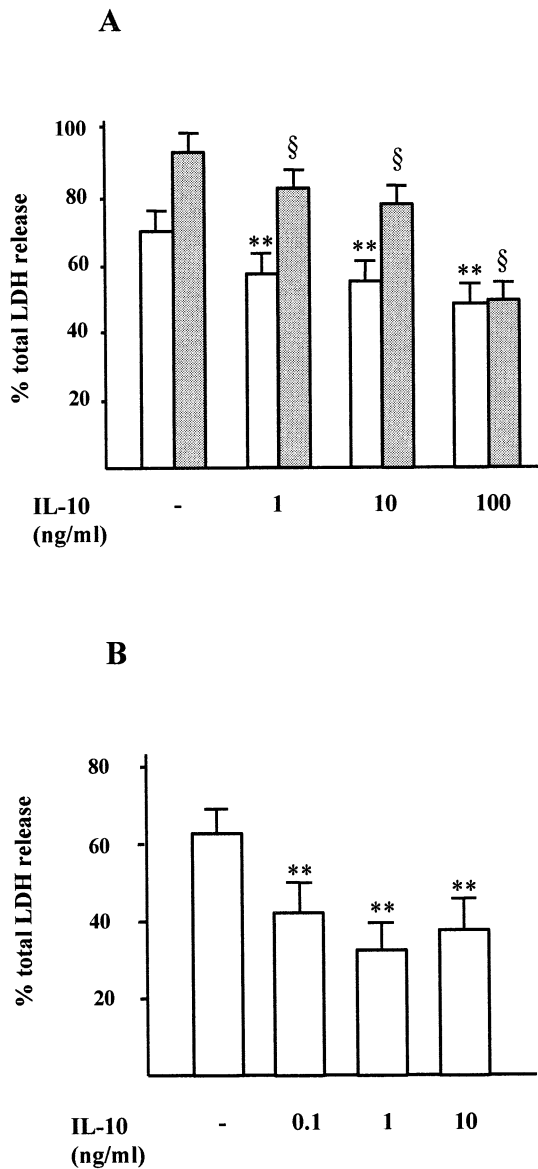 A
% total LDH release
100
80
60
40
20
§
§
**
**
**
§
IL-10 - 1 10 100
(ng/ml)
B
% total LDH release
80
60
40
20
**
**
**
IL-10 - 0.1 1 10
(ng/ml)